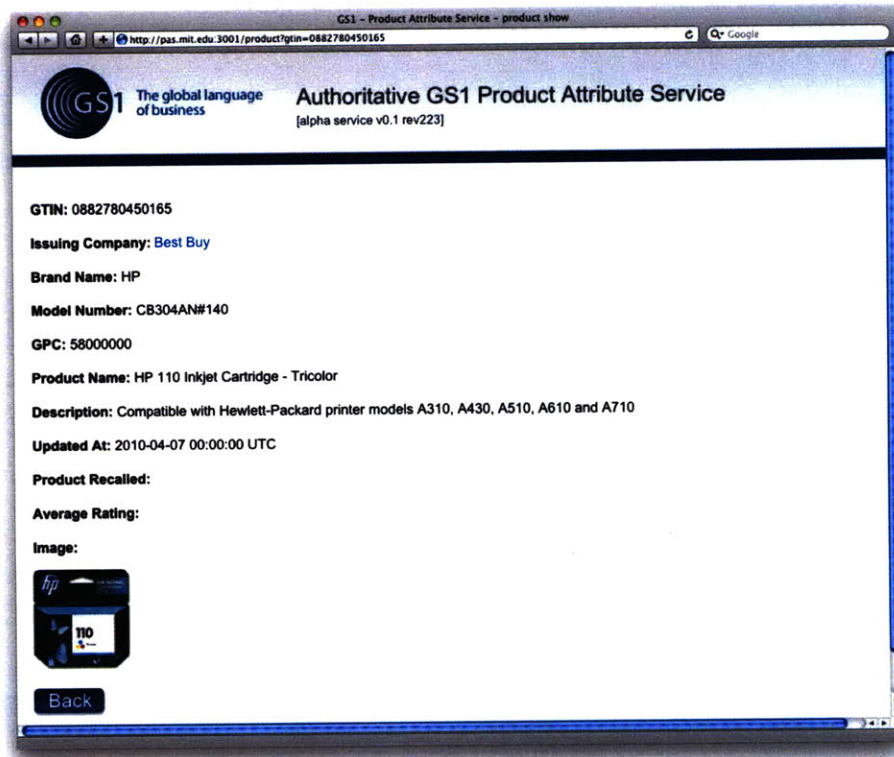 GS1 – Product Attribute Service – product show
http://pas.mit.edu:3001/product?gtin=0882780450165
Google
GS1
The global language
of business
Authoritative GS1 Product Attribute Service
[alpha service v0.1 rev223]
GTIN: 0882780450165
Issuing Company: Best Buy
Brand Name: HP
Model Number: CB304AN#140
GPC: 58000000
Product Name: HP 110 Inkjet Cartridge - Tricolor
Description: Compatible with Hewlett-Packard printer models A310, A430, A510, A610 and A710
Updated At: 2010-04-07 00:00:00 UTC
Product Recalled:
Average Rating:
Image:
hp
110
Back